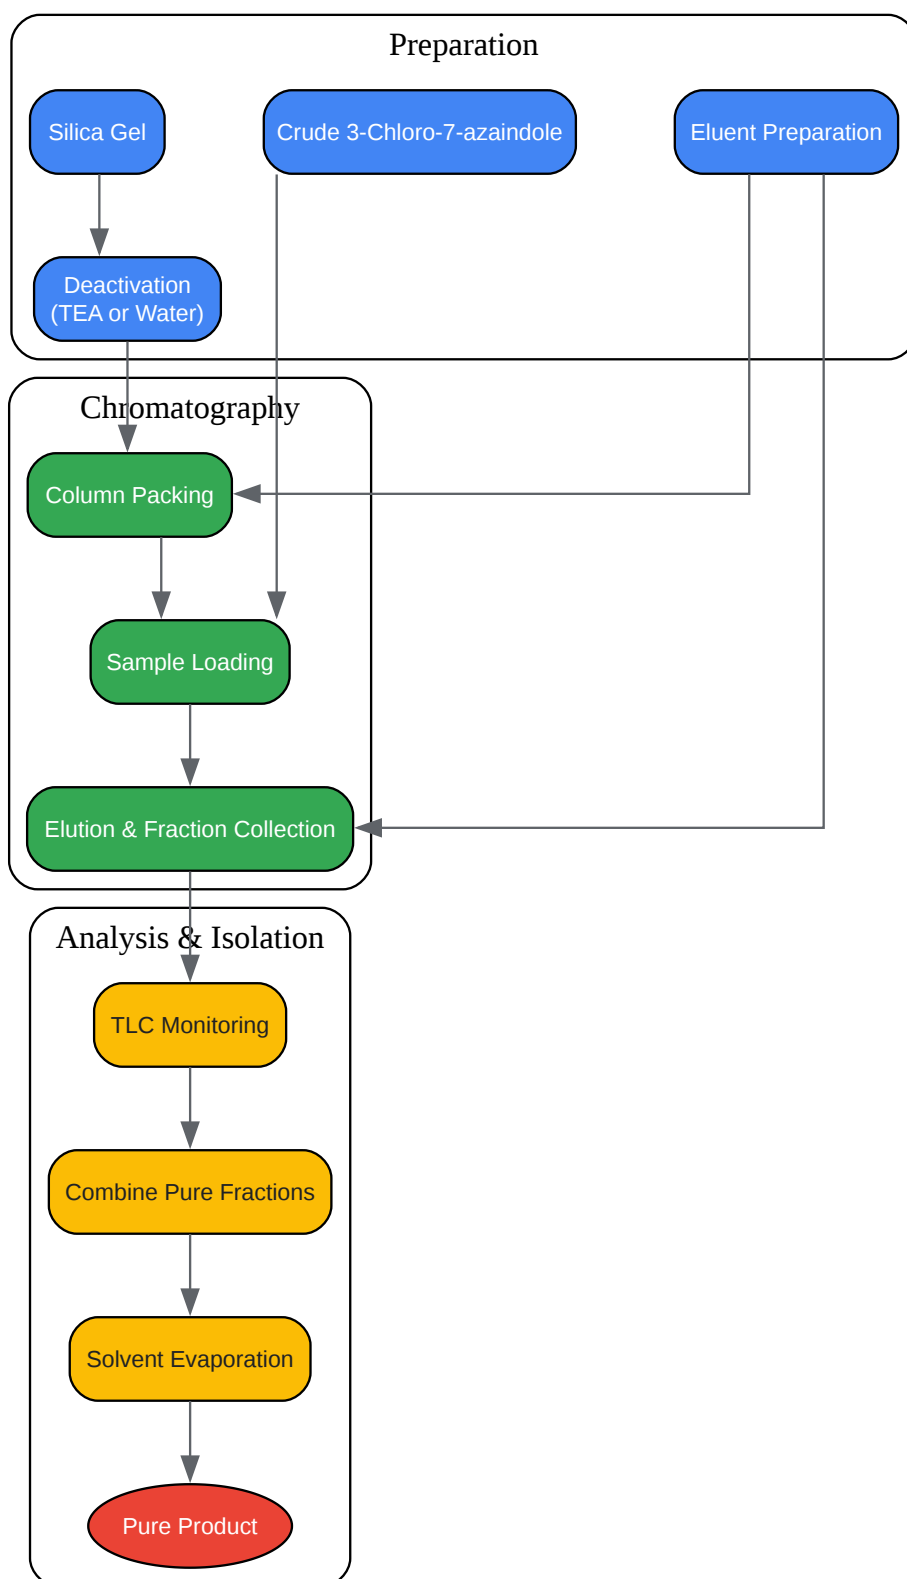 Preparation
Silica Gel
Crude 3-Chloro-7-azaindole
Eluent Preparation
Deactivation
(TEA or Water)
Chromatography
Column Packing
Sample Loading
Elution & Fraction Collection
Analysis & Isolation
TLC Monitoring
Combine Pure Fractions
Solvent Evaporation
Pure Product